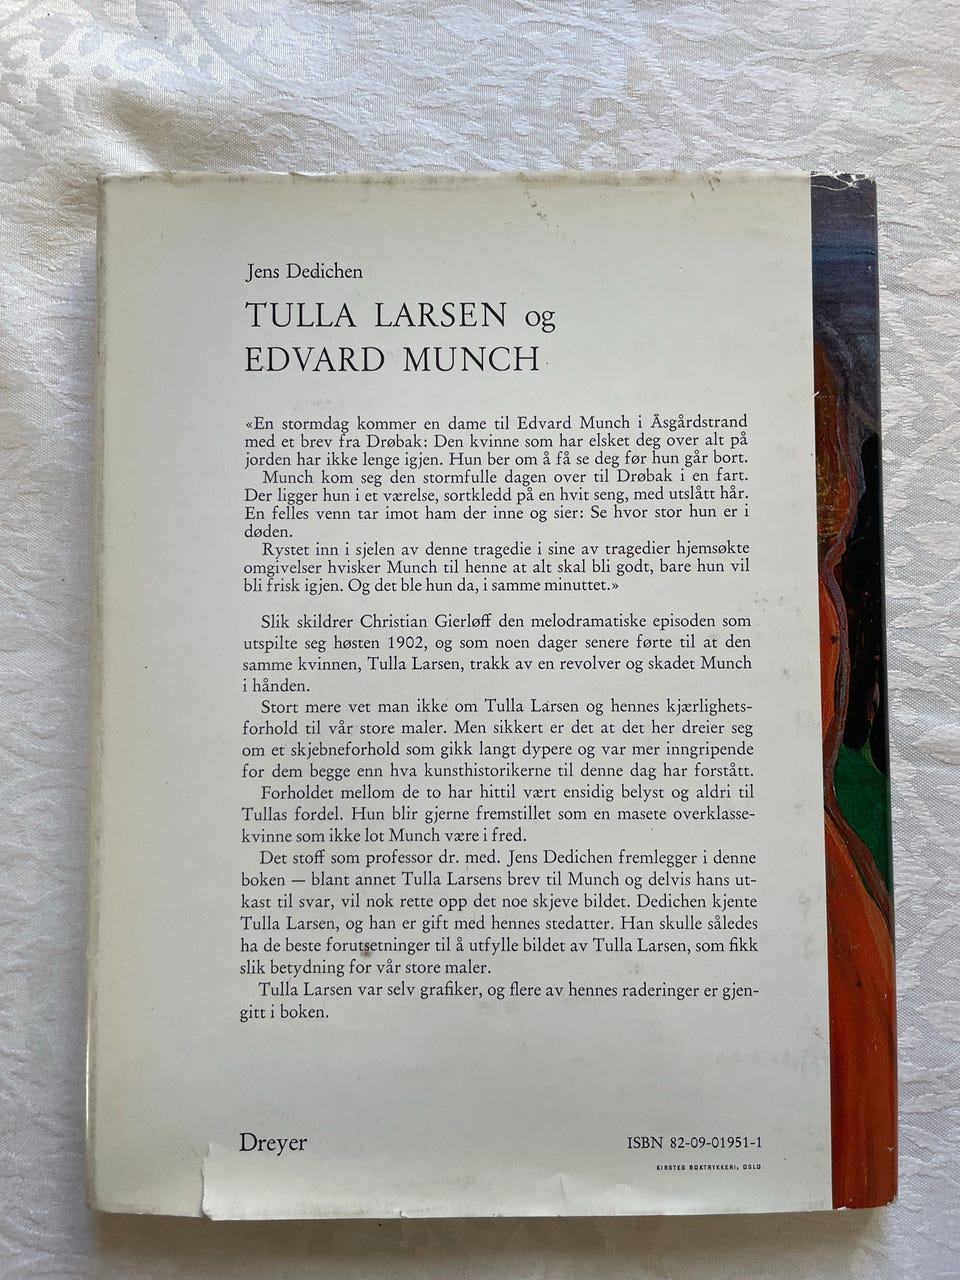 Jens Dedichen
TULLA LARSEN og
EDVARD MUNCH
«En stormdag kommer en dame til Edvard Munch i Åsgårdstrand
med et brev fra Drøbak: Den kvinne som har elsket deg over alt på
jorden har ikke lenge igjen. Hun ber om å få se deg før hun går bort.
Munch kom seg den stormfulle dagen over til Drøbak i en fart.
Der ligger hun i et værelse, sortkledd på en hvit seng, med utslått hår.
En felles venn tar imot ham der inne og sier: Se hvor stor hun er i
døden.
Rystet inn i sjelen av denne tragedie i sine av tragedier hjemsøkte
omgivelser hvisker Munch til henne at alt skal bli godt, bare hun vil
bli frisk igjen. Og det ble hun da, i samme minuttet.»
Slik skildrer Christian Gierløff den melodramatiske episoden som
utspilte seg høsten 1902, og som noen dager senere førte til at den
samme kvinnen, Tulla Larsen, trakk av en revolver og skadet Munch
i hånden.
Stort mere vet man ikke om Tulla Larsen og hennes kjærlighets-
forhold til vår store maler. Men sikkert er det at det her dreier seg
om et skjebneforhold som gikk langt dypere og var mer inngripende
for dem begge enn hva kunsthistorikerne til denne dag har forstått.
Forholdet mellom de to har hittil vært ensidig belyst og aldri til
Tullas fordel. Hun blir gjerne fremstillet som en masete overklasse-
kvinne som ikke lot Munch være i fred.
Det stoff som professor dr. med. Jens Dedichen fremlegger i denne
boken — blant annet Tulla Larsens brev til Munch og delvis hans ut-
kast til svar, vil nok rette opp det noe skjeve bildet. Dedichen kjente
Tulla Larsen, og han er gift med hennes stedatter. Han skulle således
ha de beste forutsetninger til å utfylle bildet av Tulla Larsen, som fikk
slik betydning for vår store maler.
Tulla Larsen var selv grafiker, og flere av hennes raderinger er gjen-
gitt i boken.
Dreyer
ISBN 82-09-01951-1
KIRSTES BOKTRYKKERI, OSLO